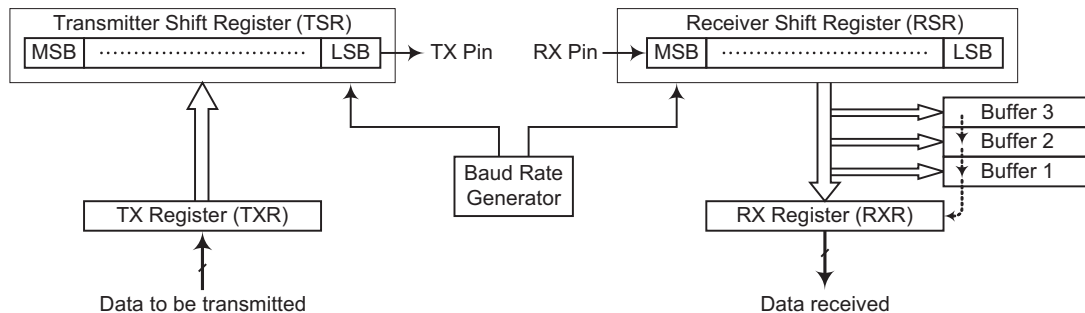 Transmitter Shift Register (TSR)
MSB
LSB
TX Pin
TX Register (TXR)
Data to be transmitted
Baud Rate
Generator
Receiver Shift Register (RSR)
RX Pin
MSB
LSB
Buffer 3
Buffer 2
Buffer 1
RX Register (RXR)
Data received